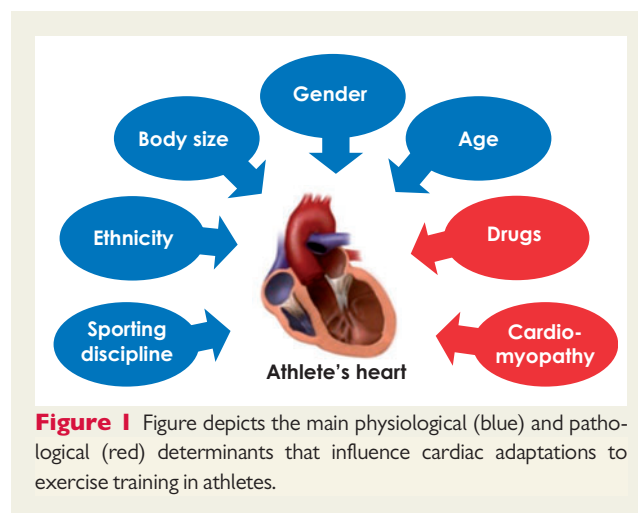 Gender
Body size
Age
Ethnicity
Drugs
Sporting
discipline
Cardio-
myopathy
Athlete's heart
Figure 1 Figure depicts the main physiological (blue) and patho-
logical (red) determinants that influence cardiac adaptations to
exercise training in athletes.